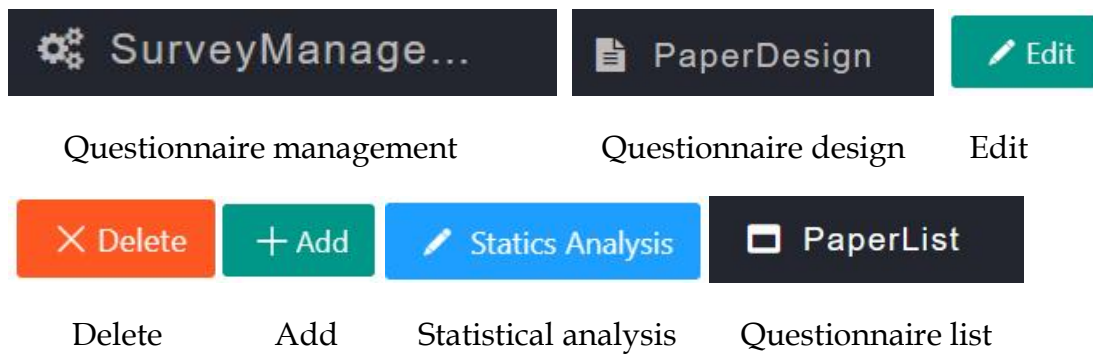 SurveyManage... PaperDesign Edit
Questionnaire management Questionnaire design Edit
Delete Add Statics Analysis PaperList
Delete Add Statistical analysis Questionnaire list